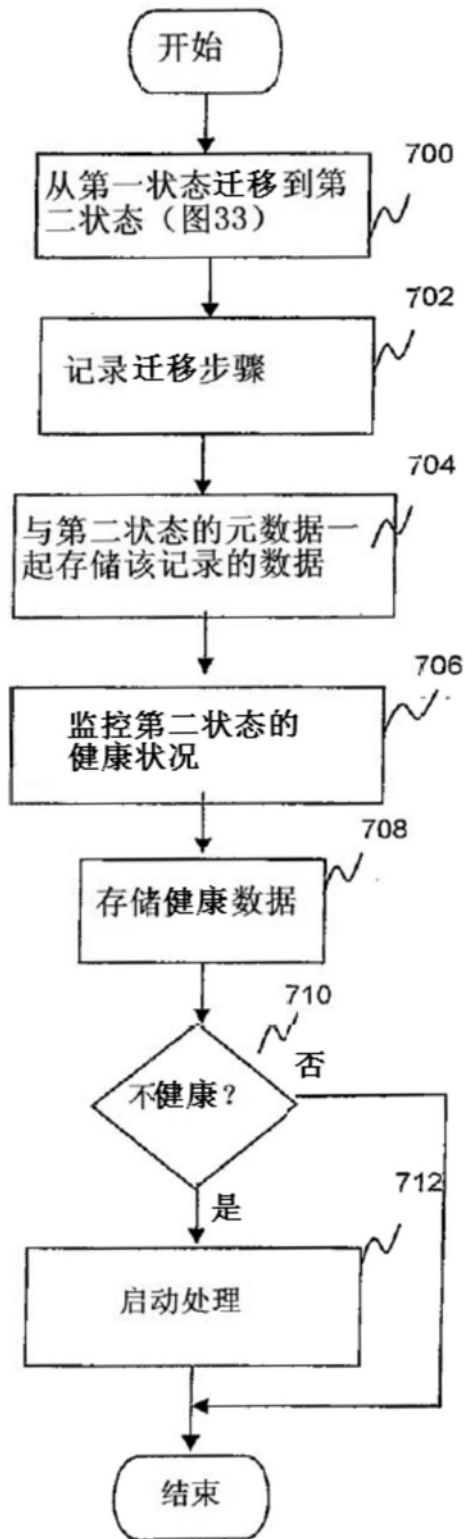 开始
700
从第一状态迁移到第
二状态（图33）
702
记录迁移步骤
704
与第二状态的元数据一
起存储该记录的数据
706
监控第二状态的
健康状况
708
存储健康数据
710
不健康？
否
是
712
启动处理
结束